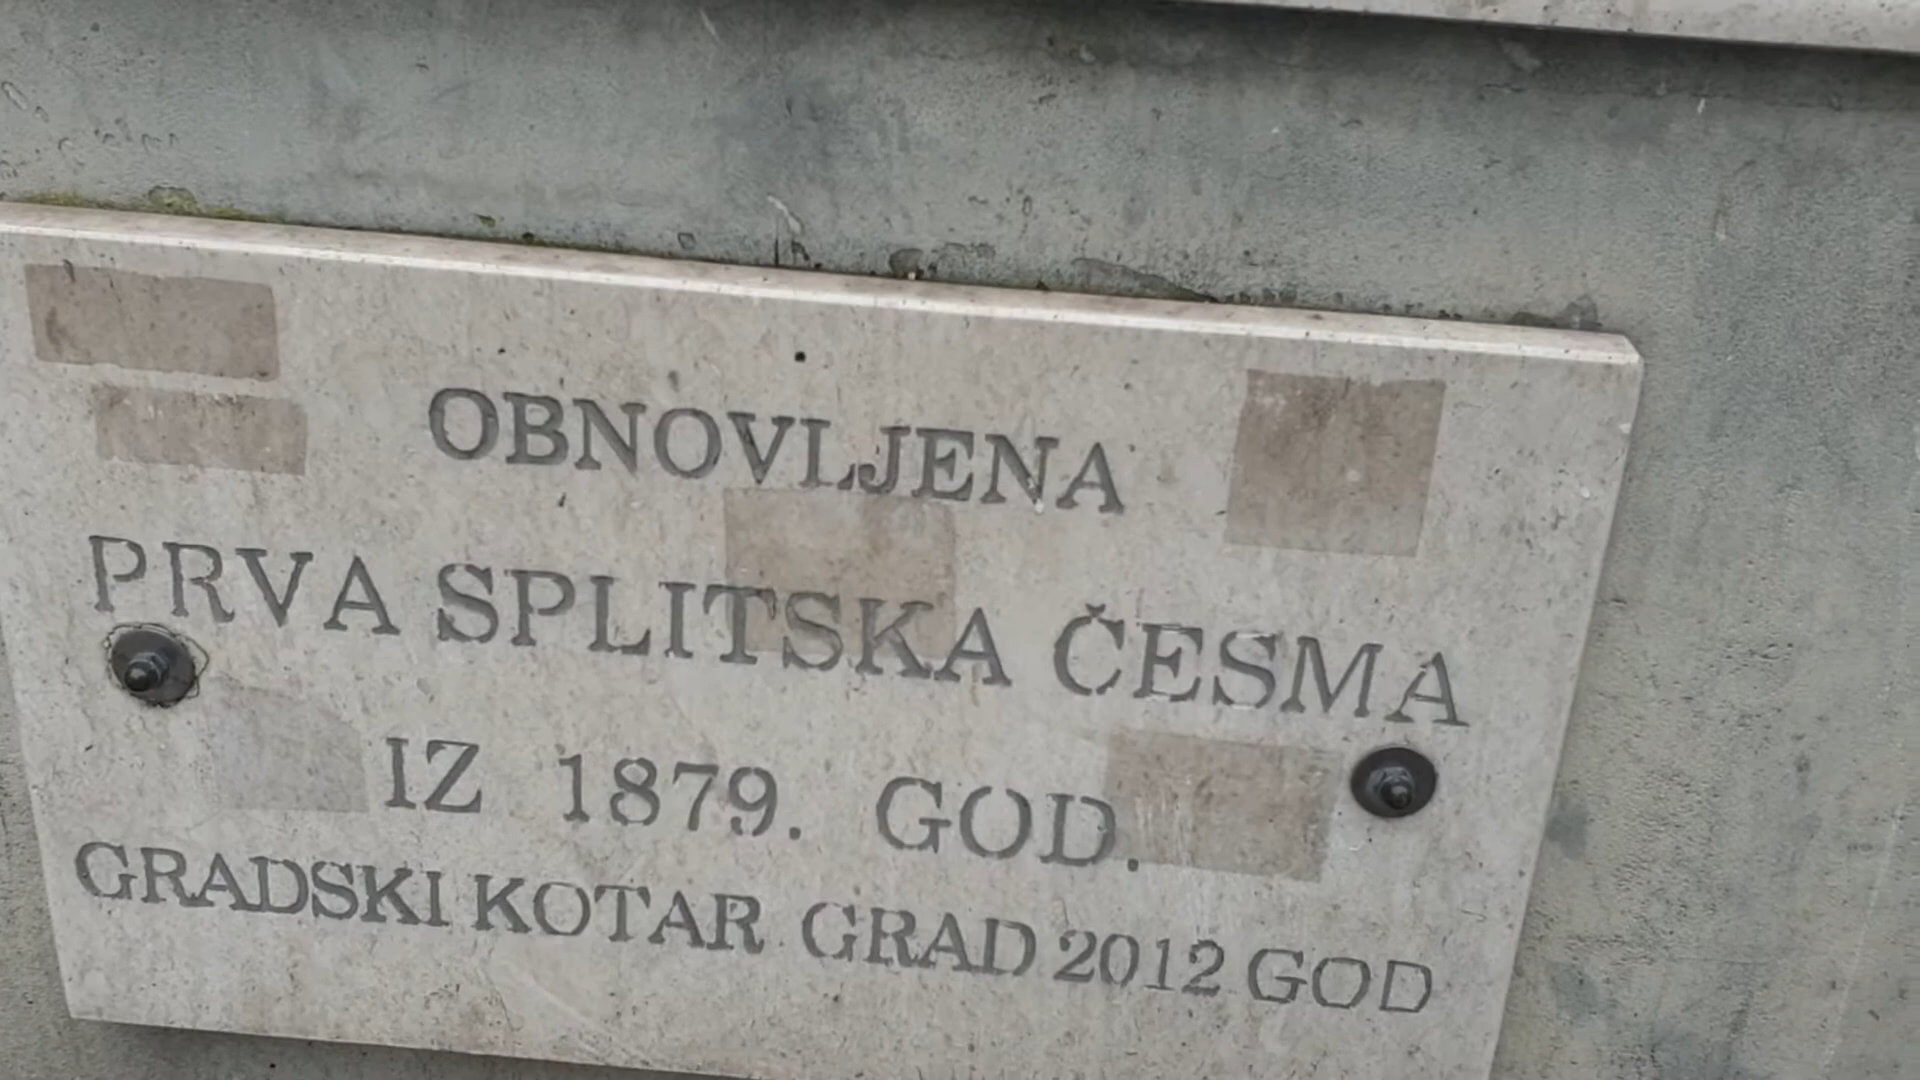 OBNOVLJENA
PRVA SPLITSKA ČESMA
IZ 1879. GOD.
GRADSKI KOTAR GRAD 2012 GOD